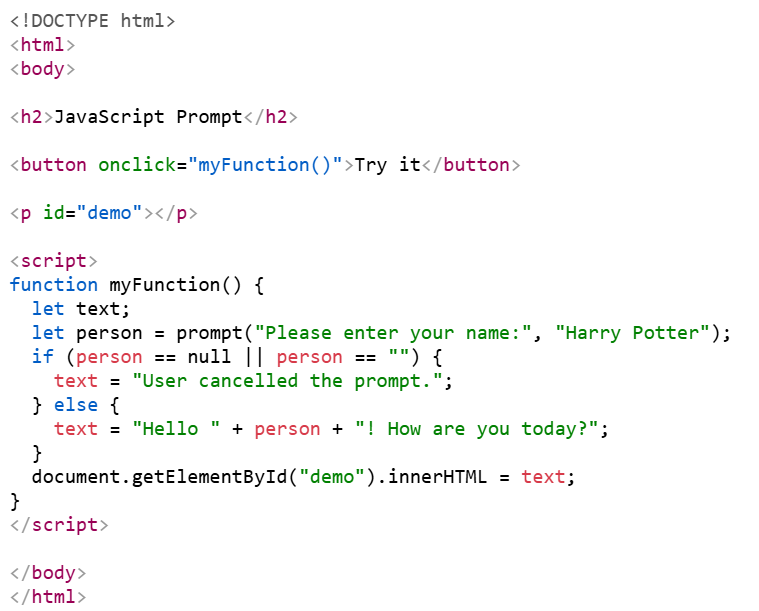 <!DOCTYPE html>
<html>
<body>

<h2>JavaScript Prompt</h2>

<button onclick="myFunction()">Try it</button>

<p id="demo"></p>

<script>
function myFunction() {
  let text;
  let person = prompt("Please enter your name:", "Harry Potter");
  if (person == null || person == "") {
    text = "User cancelled the prompt.";
  } else {
    text = "Hello " + person + "! How are you today?";
  }
  document.getElementById("demo").innerHTML = text;
}
</script>

</body>
</html>